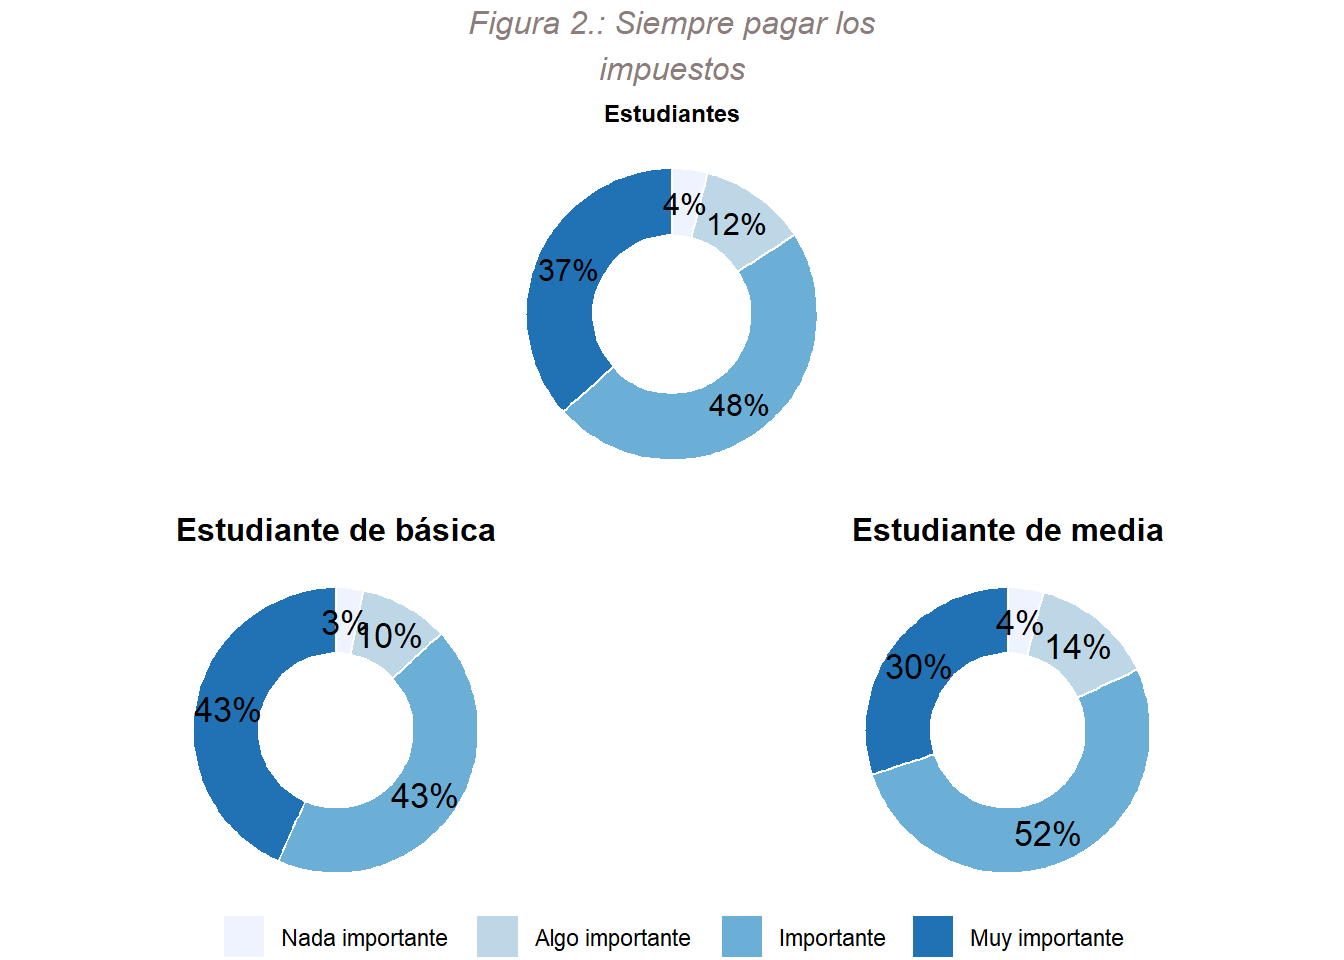 Figura 2.: Siempre pagar los
impuestos
Estudiantes
4%
12%
37%
48%
Estudiante de básica
3%
10%
43%
43%
Estudiante de media
4%
14%
30%
52%
Nada importante
Algo importante
Importante
Muy importante